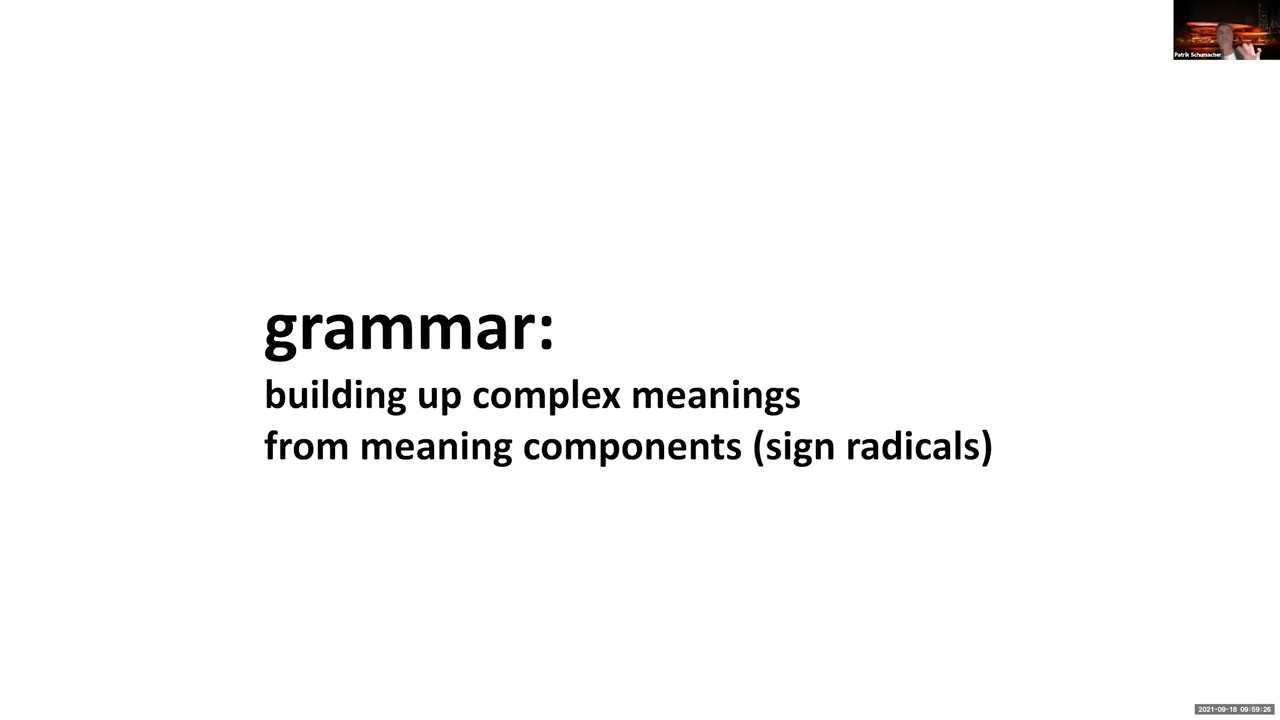 Patrik Schumacher
grammar:
building up complex meanings
from meaning components (sign radicals)
2021-09-18 09:59:26